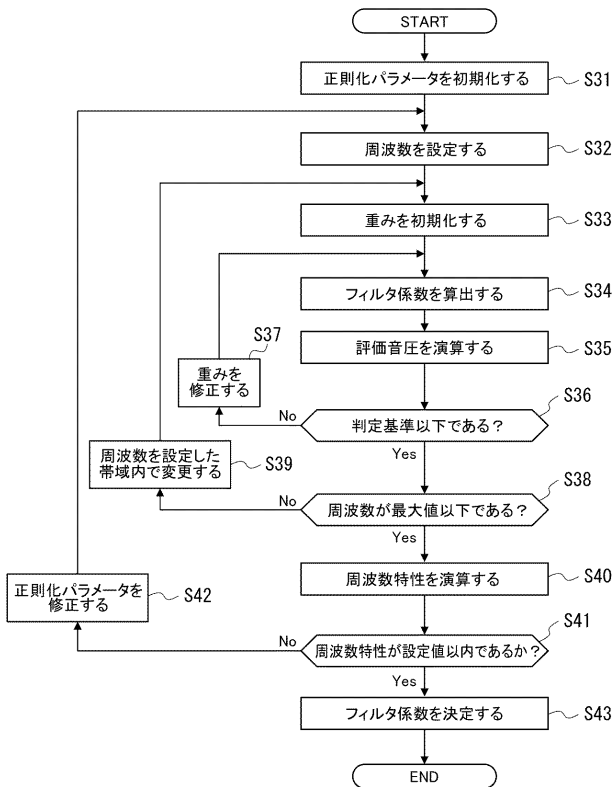 START
正則化パラメータを初期化する
S31
周波数を設定する
S32
重みを初期化する
S33
フィルタ係数を算出する
S34
評価音圧を演算する
S35
S37
重みを
修正する
No
判定基準以下である?
S36
Yes
周波数を設定した
帯域内で変更する
S39
No
周波数が最大値以下である?
S38
Yes
周波数特性を演算する
S40
正則化パラメータを
修正する
S42
No
周波数特性が設定値以内であるか?
S41
Yes
フィルタ係数を決定する
S43
END